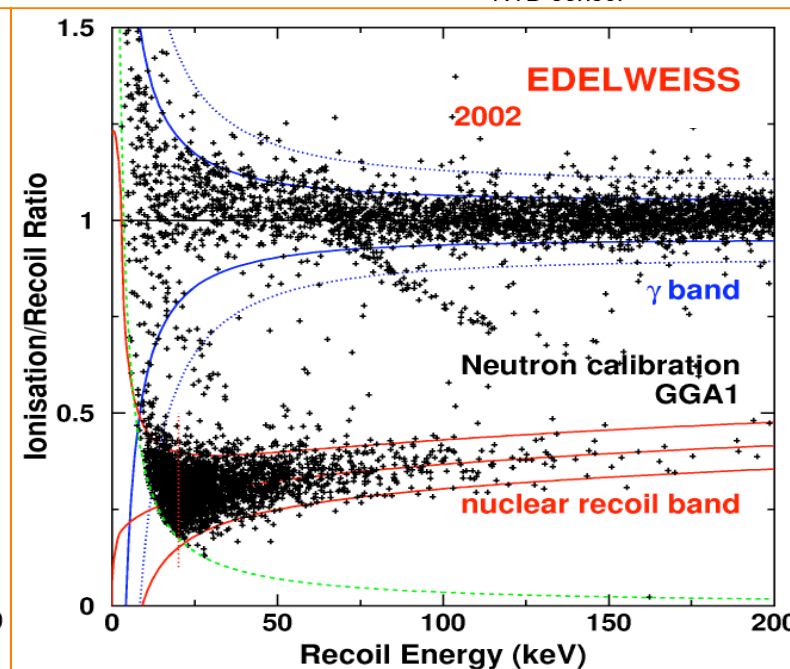 1.5
EDELWEISS
2002
1
γ band
Neutron calibration
GGA1
0.5
nuclear recoil band
0
0 50 100 150 200
Recoil Energy (keV)
Ionisation/Recoil Ratio